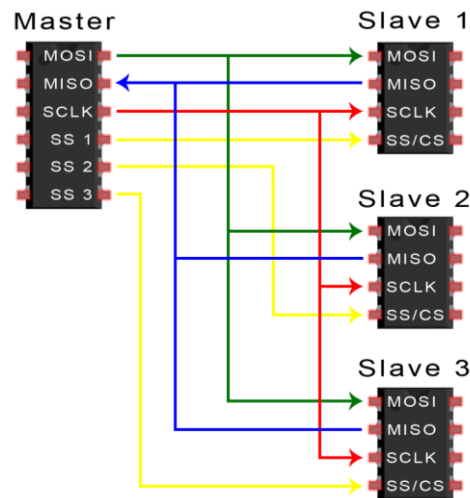 Master
MOSI
MISO
SCLK
SS 1
SS 2
SS 3
Slave 1
MOSI
MISO
SCLK
SS/CS
Slave 2
MOSI
MISO
SCLK
SS/CS
Slave 3
MOSI
MISO
SCLK
SS/CS